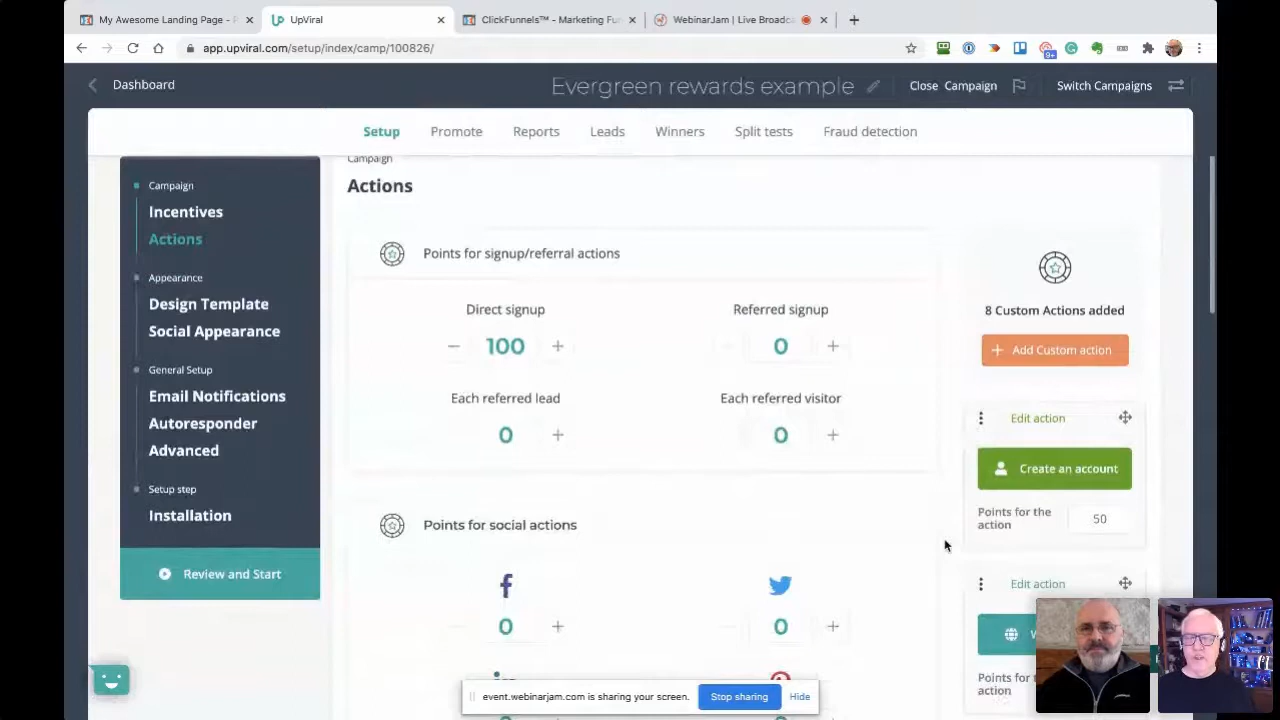 My Awesome Landing Page - P
UpViral
ClickFunnels™ - Marketing Fu
WebinarJam | Live Broadca
app.upviral.com/setup/index/camp/100826/
9+
Dashboard
Evergreen rewards example
Close Campaign
Switch Campaigns
Setup
Promote
Reports
Leads
Winners
Split tests
Fraud detection
Campaign
Incentives
Actions
Appearance
Design Template
Social Appearance
General Setup
Email Notifications
Autoresponder
Advanced
Setup step
Installation
Review and Start
Campaign
Actions
Points for signup/referral actions
Direct signup
Referred signup
− 100 +
− 0 +
Each referred lead
Each referred visitor
0 +
0 +
Points for social actions
0 +
0 +
8 Custom Actions added
+ Add Custom action
Edit action
Create an account
Points for the
action
50
Edit action
Points for
action
event.webinarjam.com is sharing your screen.
Stop sharing
Hide